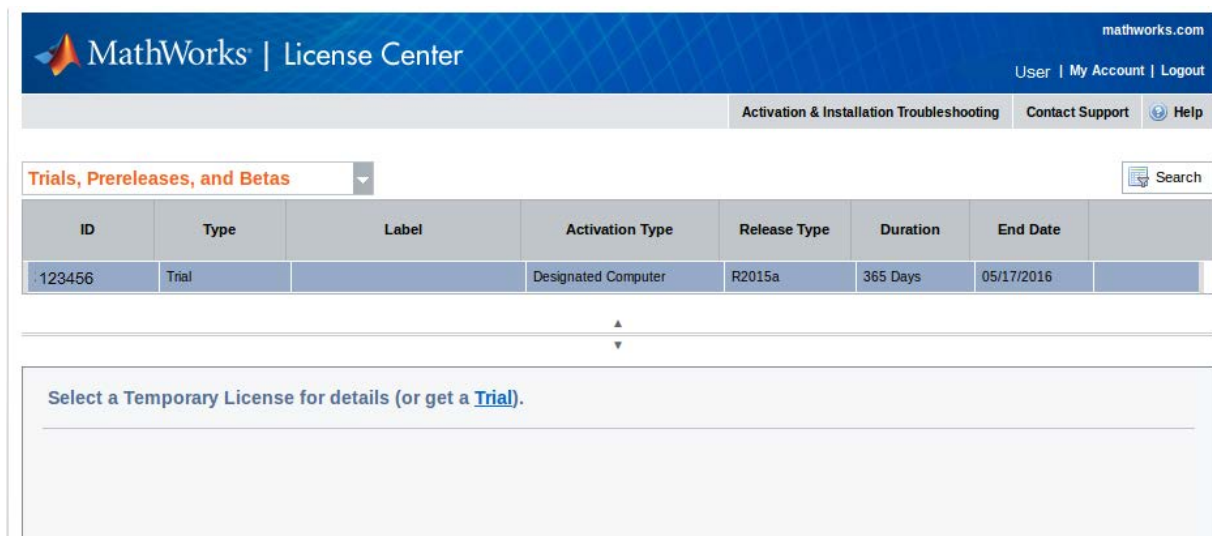 mathworks.com
MathWorks | License Center
User | My Account | Logout
Activation & Installation Troubleshooting Contact Support Help
Trials, Prereleases, and Betas Search
ID Type Label Activation Type Release Type Duration End Date
123456 Trial Designated Computer R2015a 365 Days 05/17/2016
Select a Temporary License for details (or get a Trial).